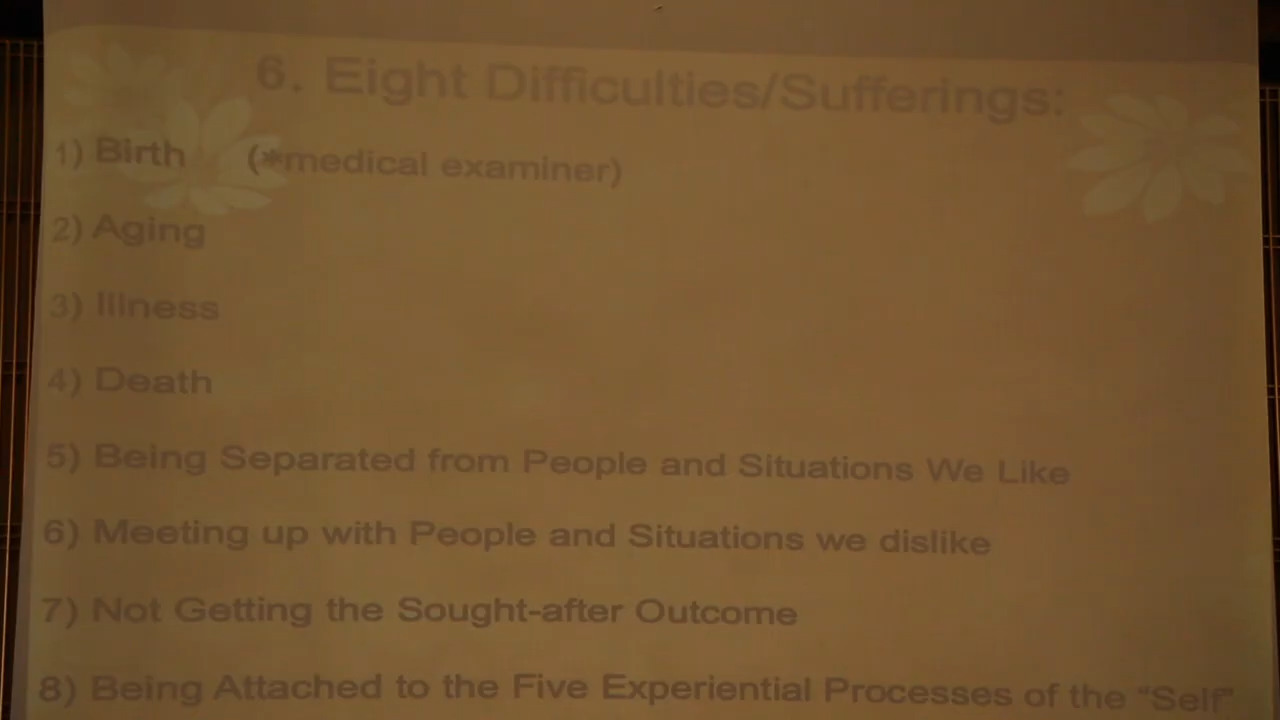 6. Eight Difficulties/Sufferings:
1) Birth (*medical examiner)
2) Aging
3) Illness
4) Death
5) Being Separated from People and Situations We Like
6) Meeting up with People and Situations we dislike
7) Not Getting the Sought-after Outcome
8) Being Attached to the Five Experiential Processes of the “Self”